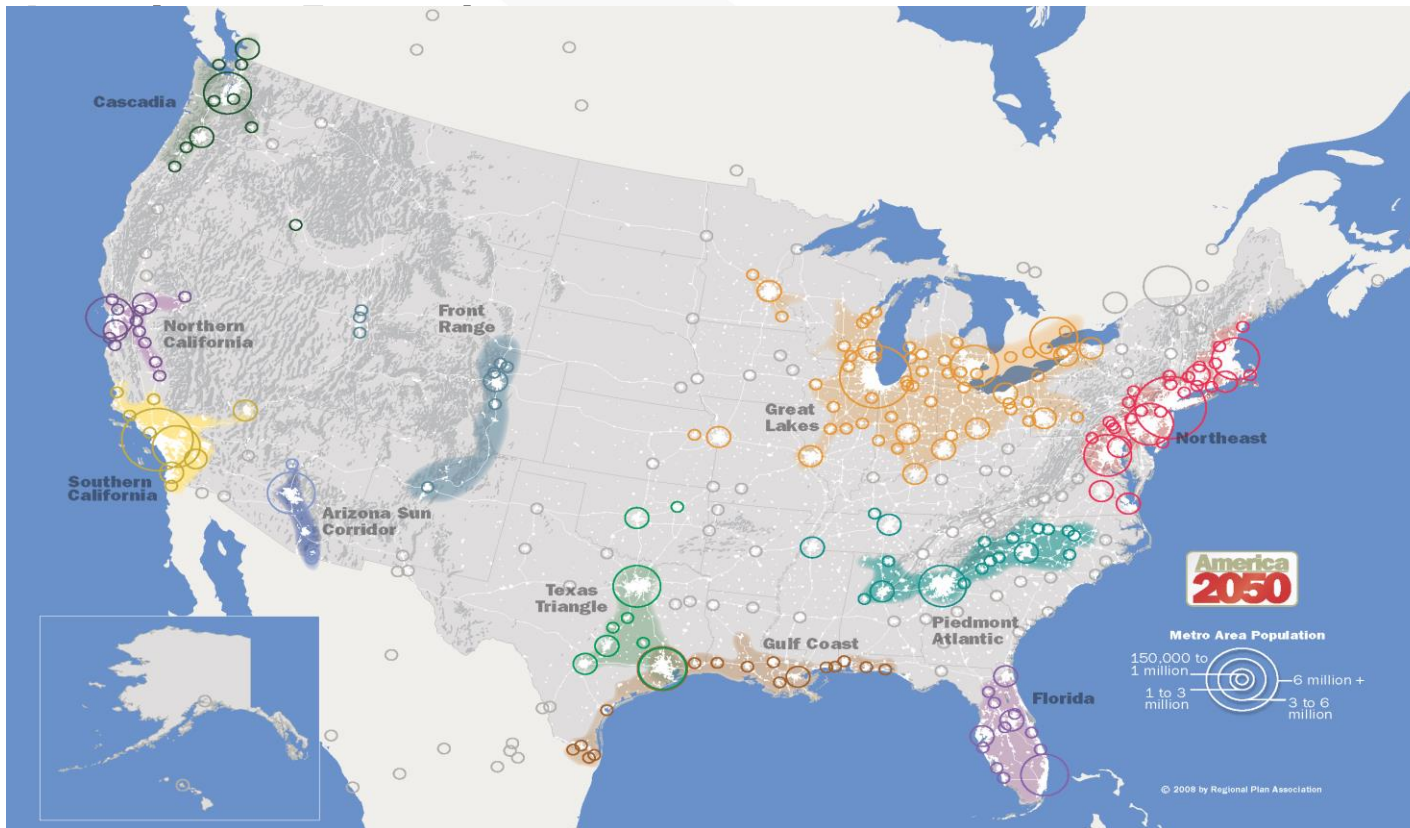 Cascadia
Northern
California
Front
Range
Great
Lakes
Northeast
Southern
California
Arizona Sun
Corridor
Texas
Triangle
Gulf Coast
Piedmont
Atlantic
Florida
America
2050
Metro Area Population
150,000 to
1 million
6 million +
1 to 3
million
3 to 6
million
© 2008 by Regional Plan Association